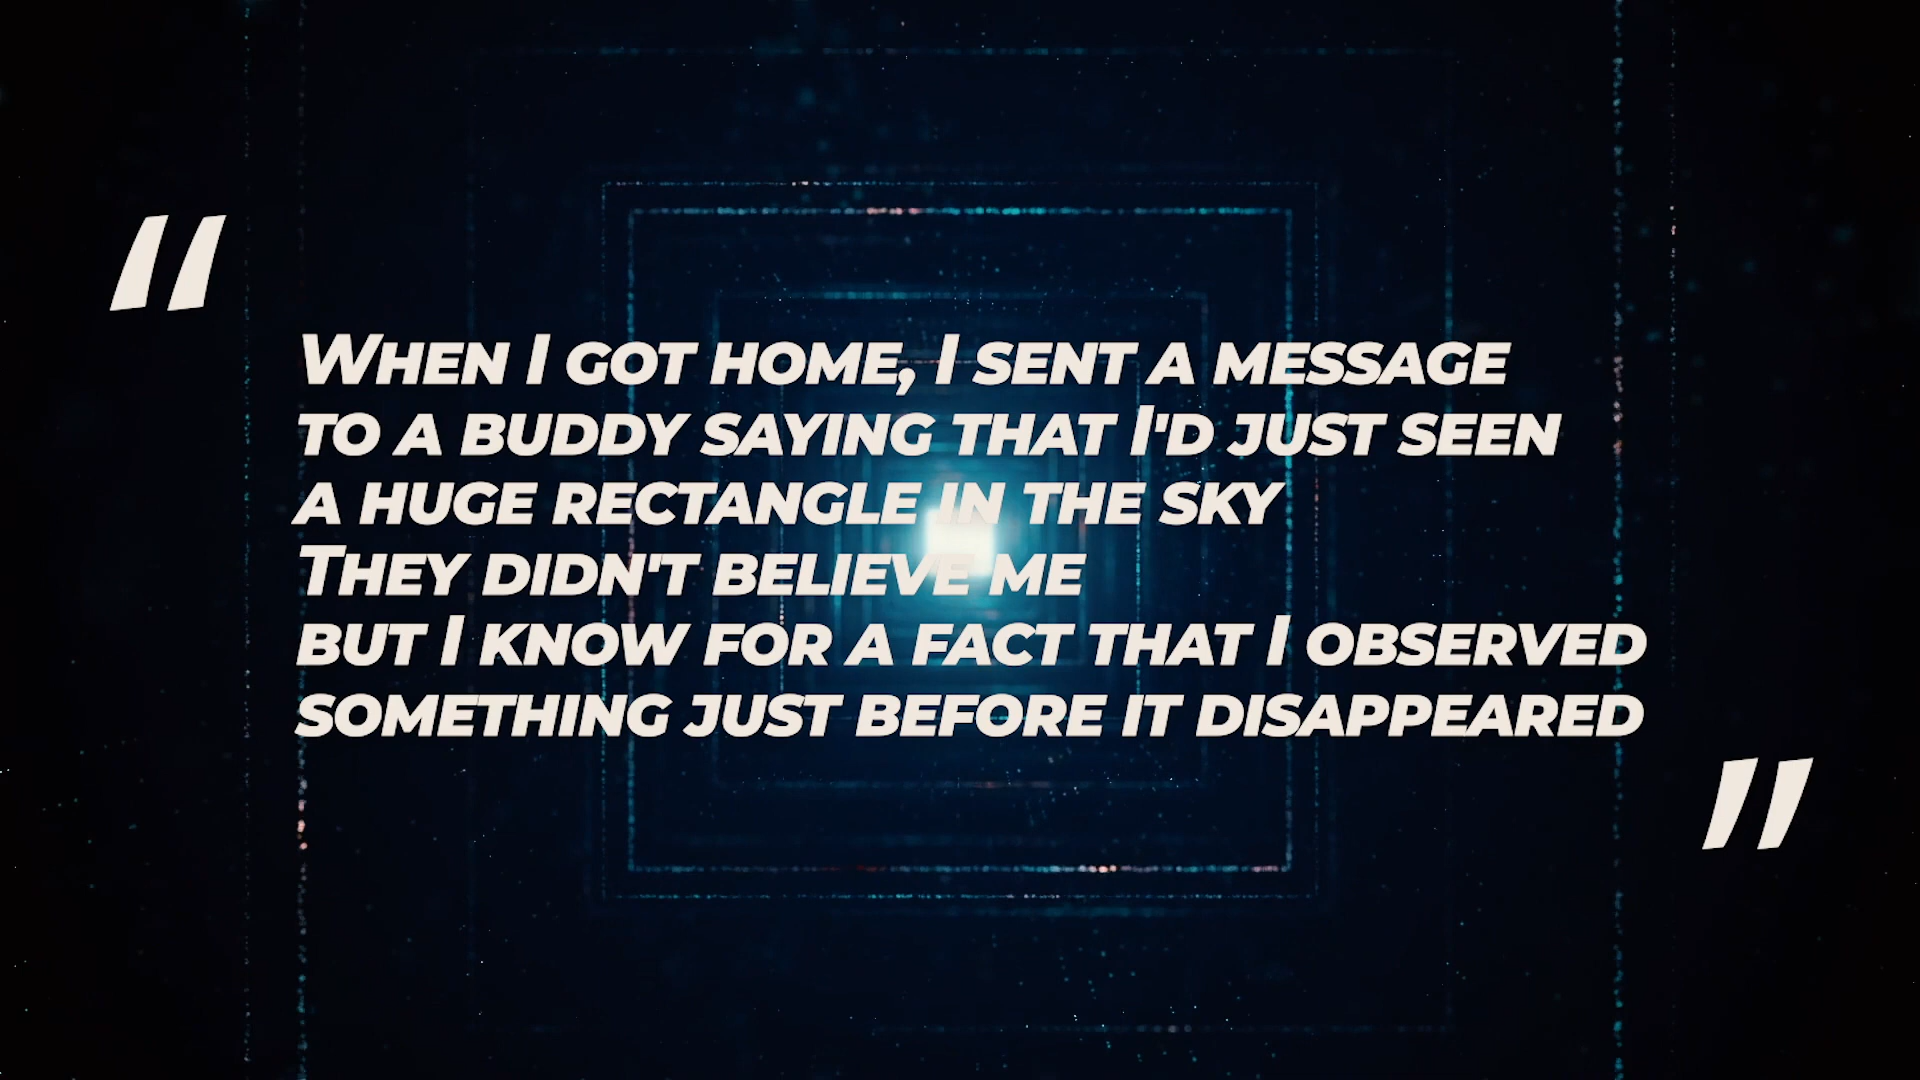 “
When I got home, I sent a message
to a buddy saying that I'd just seen
a huge rectangle in the sky
They didn't believe me
but I know for a fact that I observed
something just before it disappeared
”